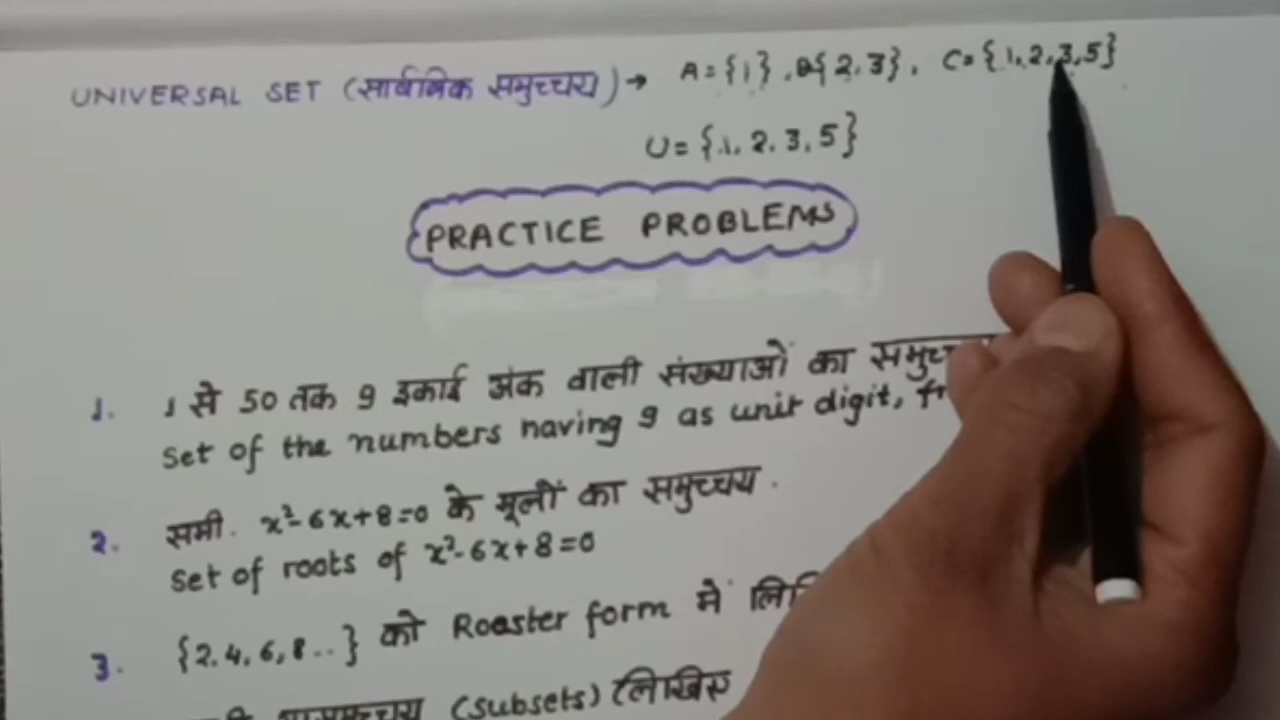 UNIVERSAL SET (सार्वत्रिक समुच्चय) → A = {1} , B{2,3}, C = {1,2,3,5}
U = {1, 2, 3, 5}
PRACTICE PROBLEMS
1. 1 से 50 तक 9 इकाई अंक वाली संख्याओं का
Set of the numbers having 9 as unit digit,
2. समी. x²-6x+8=0 के मूलों का समुच्चय.
Set of roots of x²-6x+8=0
3. {2,4,6,8..} को Roaster form में
(Subsets) लिखिए